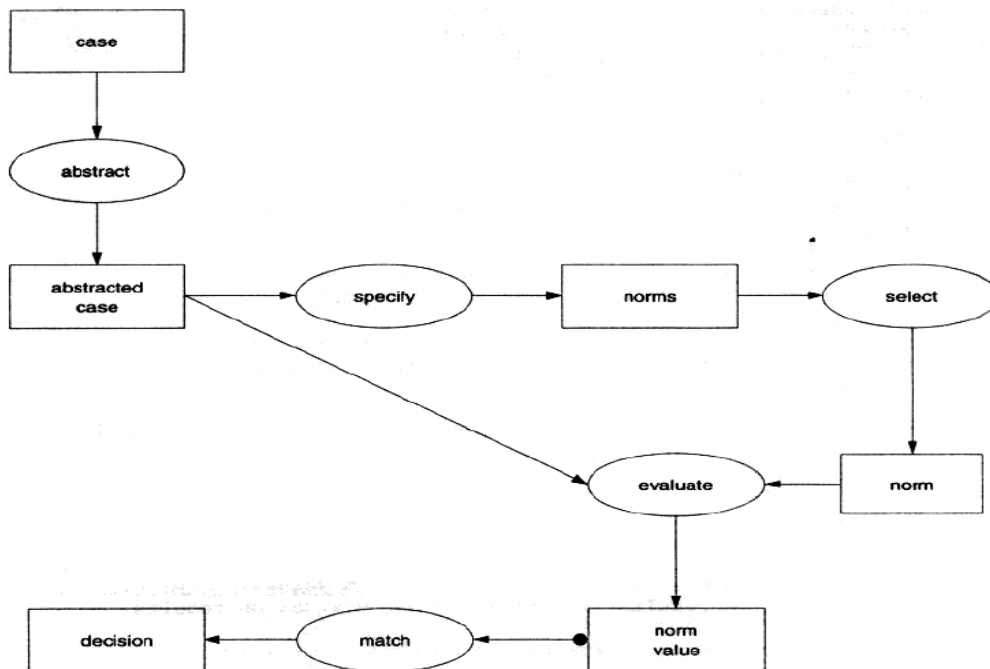 case
abstract
abstracted
case
specify
norms
select
evaluate
norm
decision
match
norm
value